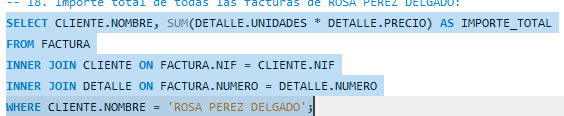 -- 18. Importe total de todas las facturas de ROSA PEREZ DELGADO:
SELECT CLIENTE.NOMBRE, SUM(DETALLE.UNIDADES * DETALLE.PRECIO) AS IMPORTE_TOTAL
FROM FACTURA
INNER JOIN CLIENTE ON FACTURA.NIF = CLIENTE.NIF
INNER JOIN DETALLE ON FACTURA.NUMERO = DETALLE.NUMERO
WHERE CLIENTE.NOMBRE = 'ROSA PEREZ DELGADO';